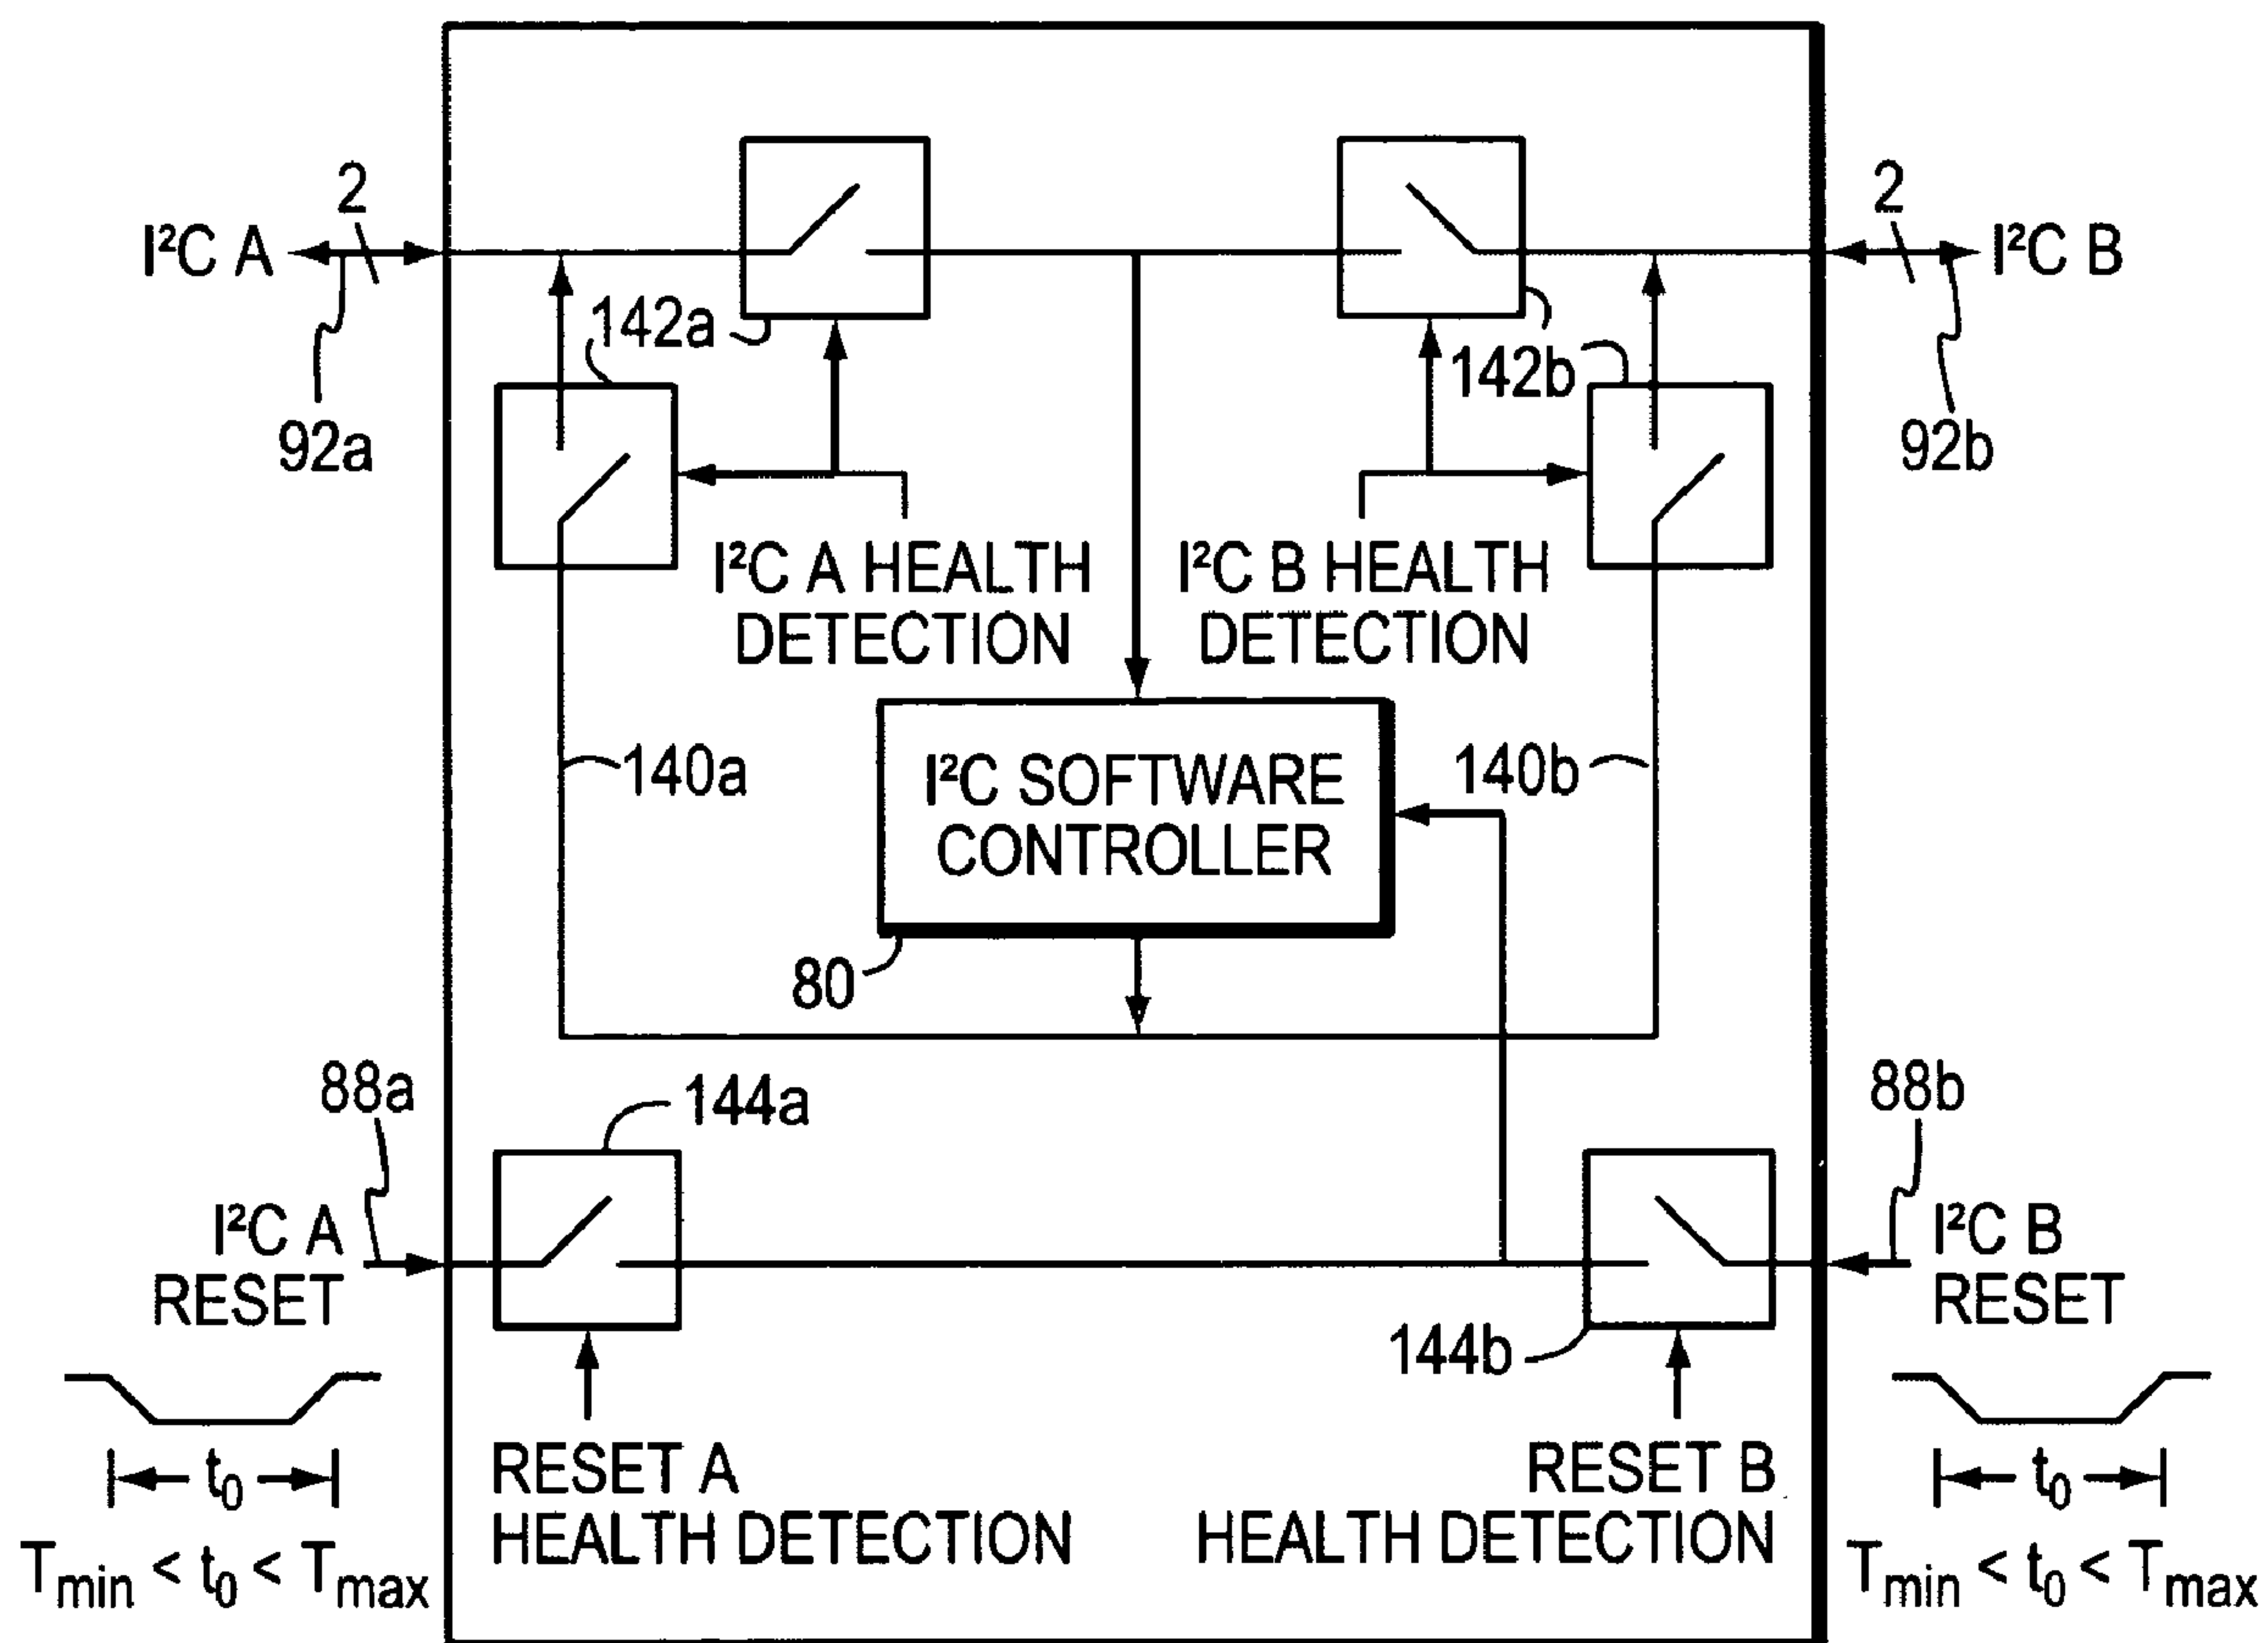 2
2
I²C A
I²C B
142a
142b
92a
92b
I²C A HEALTH
DETECTION
I²C B HEALTH
DETECTION
140a
I²C SOFTWARE
CONTROLLER
140b
80
88a
144a
88b
I²C A
RESET
I²C B
RESET
144b
t₀
RESET A
HEALTH DETECTION
RESET B
HEALTH DETECTION
t₀
Tmin < t₀ < Tmax
Tmin < t₀ < Tmax